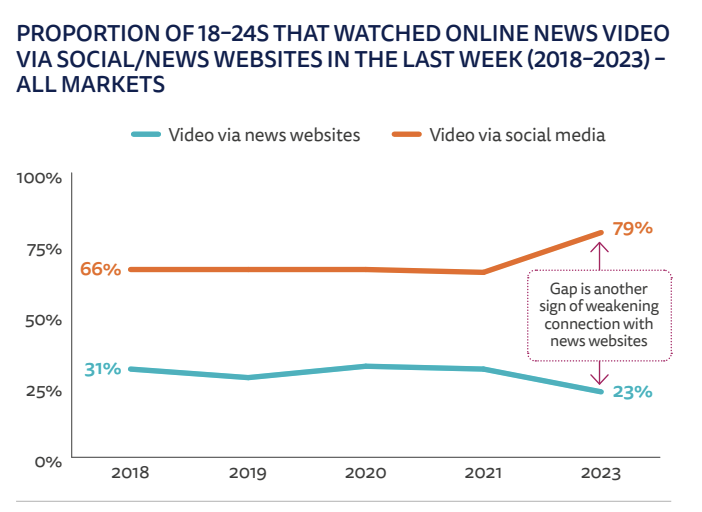 PROPORTION OF 18–24S THAT WATCHED ONLINE NEWS VIDEO
VIA SOCIAL/NEWS WEBSITES IN THE LAST WEEK (2018–2023) –
ALL MARKETS
Video via news websites
Video via social media
100%
75%
50%
25%
0%
66%
79%
31%
23%
Gap is another
sign of weakening
connection with
news websites
2018
2019
2020
2021
2023